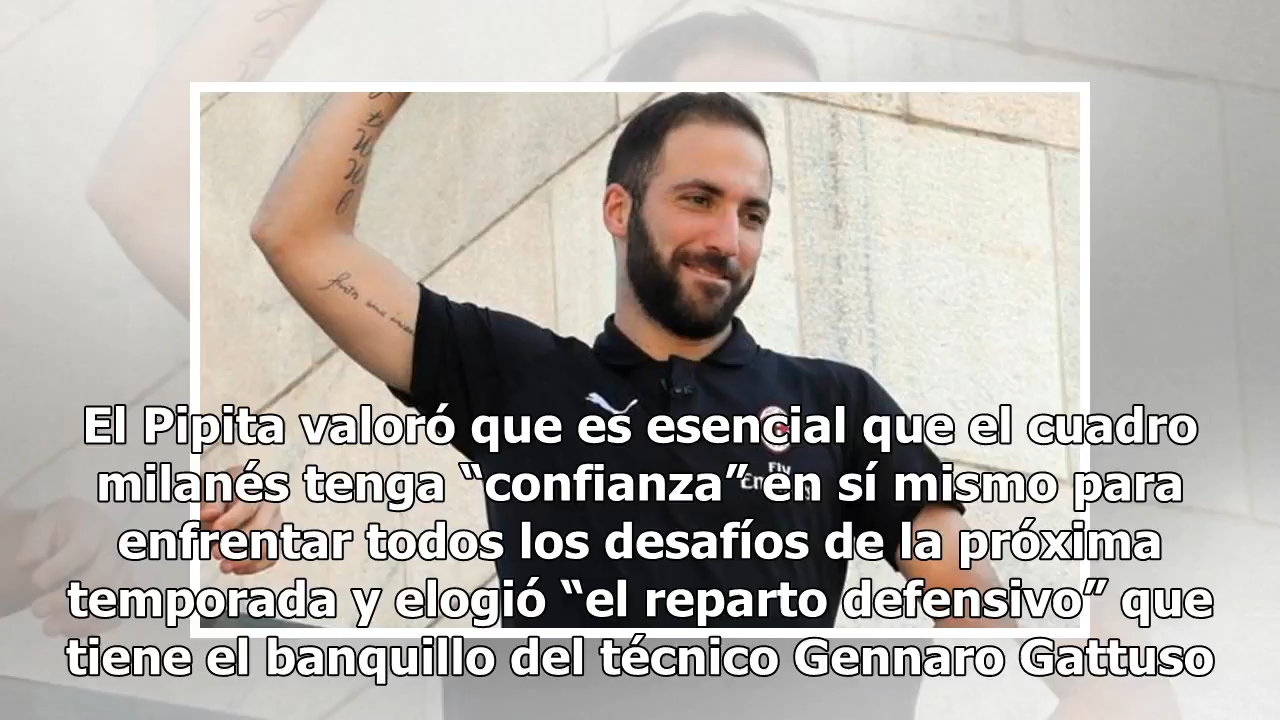 El Pipita valoró que es esencial que el cuadro
milanés tenga “confianza” en sí mismo para
enfrentar todos los desafíos de la próxima
temporada y elogió “el reparto defensivo” que
tiene el banquillo del técnico Gennaro Gattuso